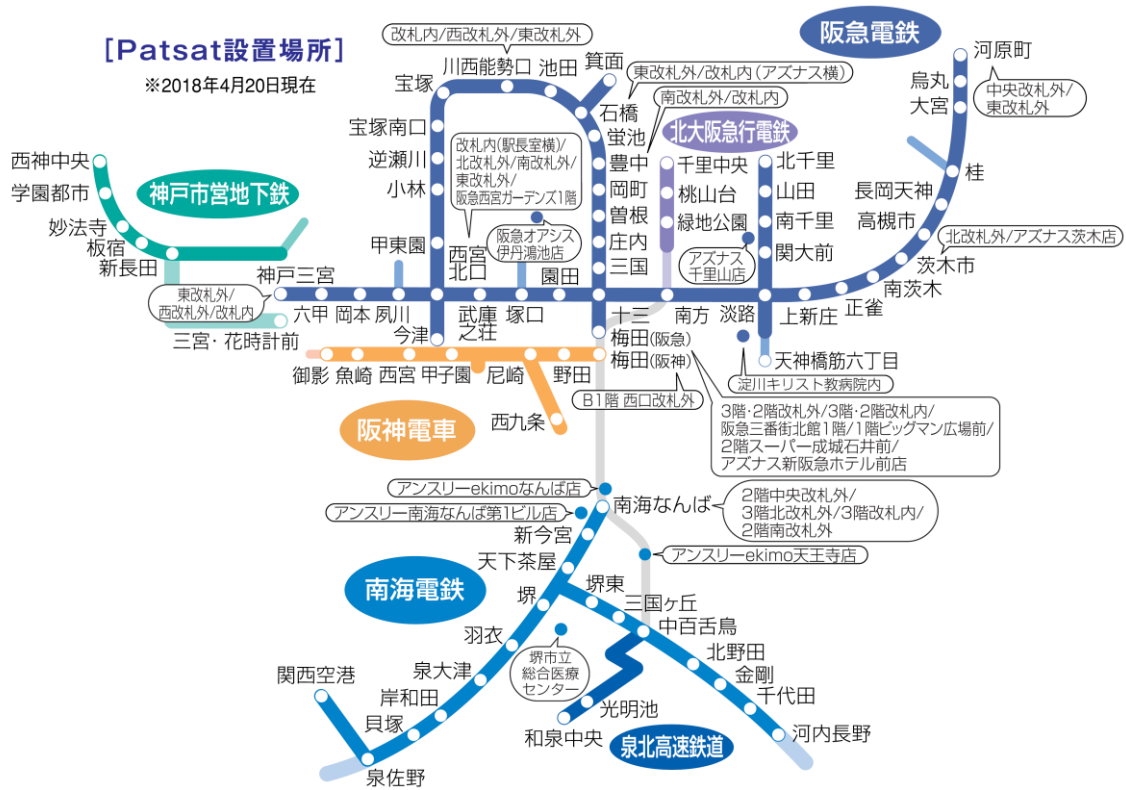 [Patsat設置場所]
※2018年4月20日現在
阪急電鉄
改札内/西改札外/東改札外
川西能勢口
池田
箕面
宝塚
石橋
東改札外/改札内(アズナス横)
南改札外/改札内
河原町
烏丸
大宮
中央改札外/
東改札外
宝塚南口
逆瀬川
小林
甲東園
改札内(駅長室横)/
北改札外/南改札外/
東改札外/
阪急西宮ガーデンズ1階
蛍池
豊中
岡町
曽根
庄内
三国
北大阪急行電鉄
千里中央
桃山台
緑地公園
北千里
山田
南千里
関大前
アズナス
千里山店
桂
長岡天神
高槻市
北改札外/アズナス茨木店
茨木市
南茨木
正雀
上新庄
淡路
南方
十三
西神中央
学園都市
妙法寺
板宿
新長田
神戸市営地下鉄
神戸三宮
東改札外/
西改札外/改札内
三宮・花時計前
六甲
岡本
夙川
西宮
北口
阪急オアシス
伊丹鴻池店
園田
武庫
之荘
塚口
今津
梅田(阪急)
梅田(阪神)
天神橋筋六丁目
淀川キリスト教病院内
御影
魚崎
西宮
甲子園
尼崎
野田
西九条
阪神電車
B1階 西口改札外
3階・2階改札外/3階・2階改札内/
阪急三番街北館1階/1階ビッグマン広場前/
2階スーパー成城石井前/
アズナス新阪急ホテル前店
アンスリーekimoなんば店
アンスリー南海なんば第1ビル店
南海なんば
2階中央改札外/
3階北改札外/3階改札内/
2階南改札外
新今宮
天下茶屋
アンスリーekimo天王寺店
南海電鉄
堺
堺東
三国ヶ丘
中百舌鳥
羽衣
堺市立
総合医療
センター
北野田
金剛
千代田
河内長野
泉大津
岸和田
貝塚
関西空港
泉佐野
光明池
和泉中央
泉北高速鉄道